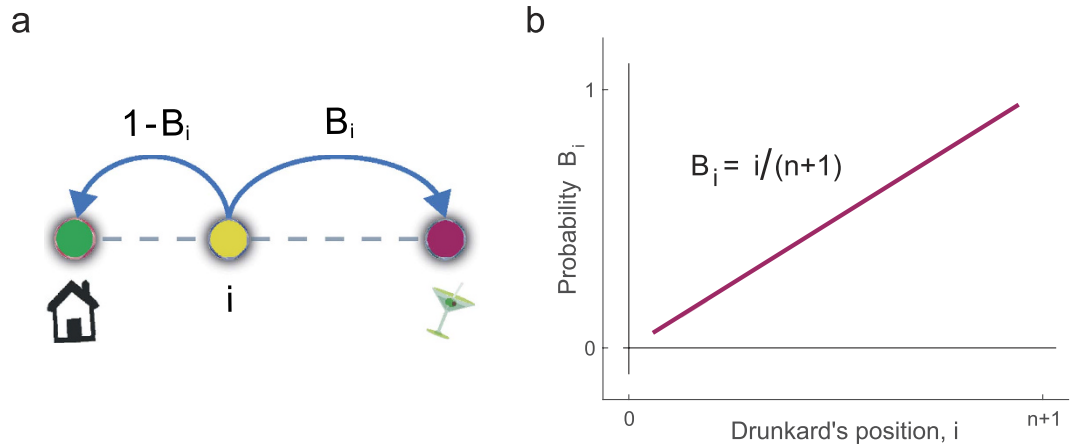 a
1-Bᵢ
Bᵢ
i
b
Probability Bᵢ
1
0
Bᵢ = i/(n+1)
0
n+1
Drunkard's position, i